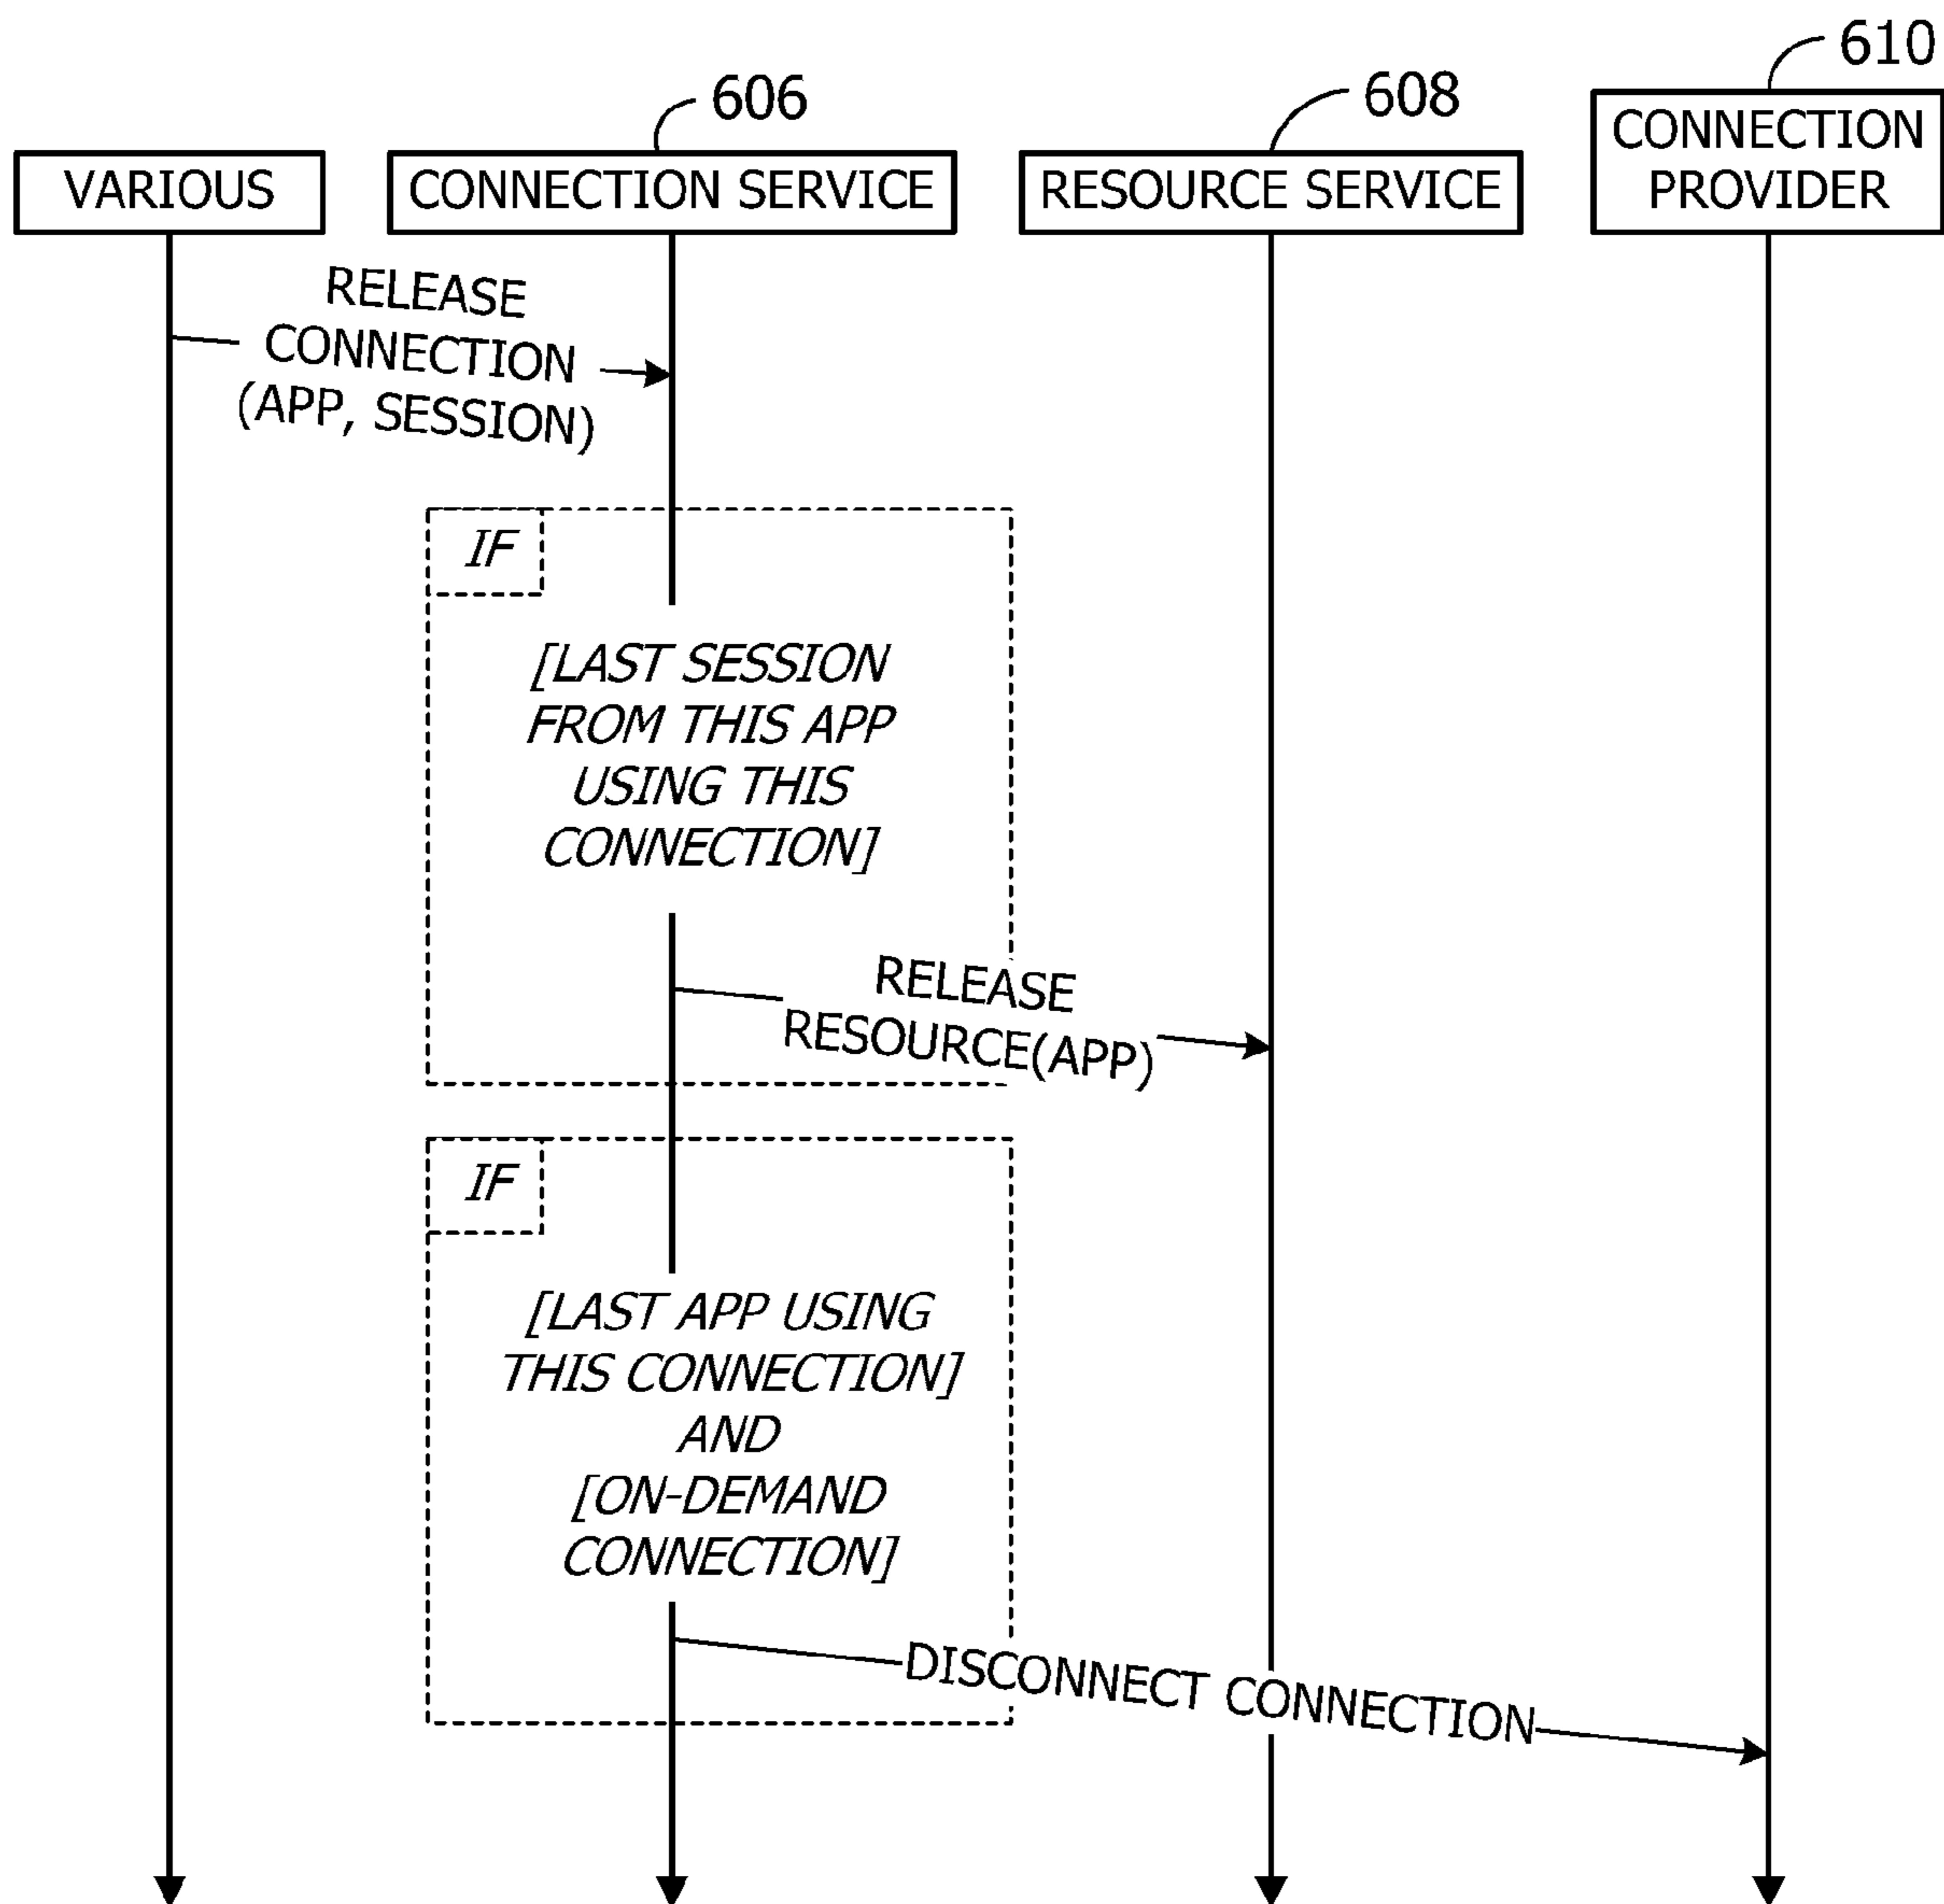 610
606
608
VARIOUS
CONNECTION SERVICE
RESOURCE SERVICE
CONNECTION
PROVIDER
RELEASE
CONNECTION
(APP, SESSION)
IF
[LAST SESSION
FROM THIS APP
USING THIS
CONNECTION]
RELEASE
RESOURCE(APP)
IF
[LAST APP USING
THIS CONNECTION]
AND
[ON-DEMAND
CONNECTION]
DISCONNECT CONNECTION